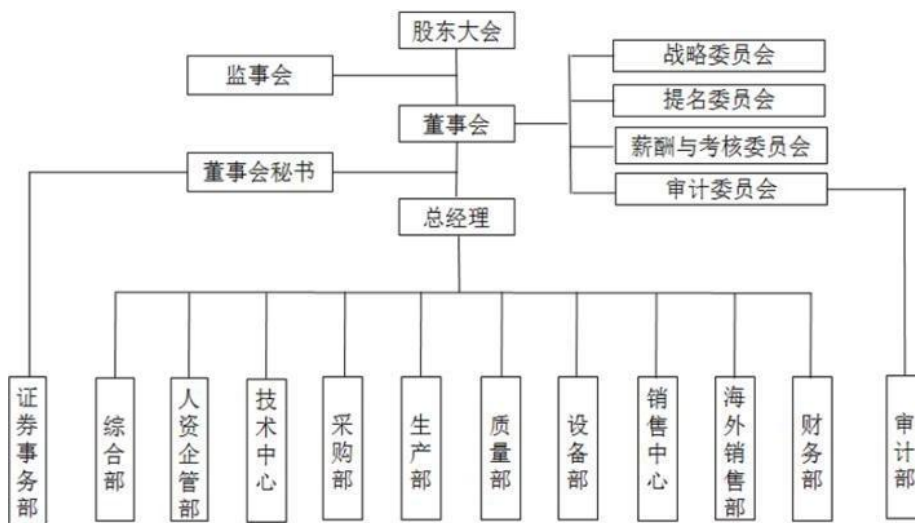 股东大会
监事会
战略委员会
提名委员会
董事会
薪酬与考核委员会
董事会秘书
审计委员会
总经理
证券事务部
综合部
人资企管部
技术中心
采购部
生产部
质量部
设备部
销售中心
海外销售部
财务部
审计部